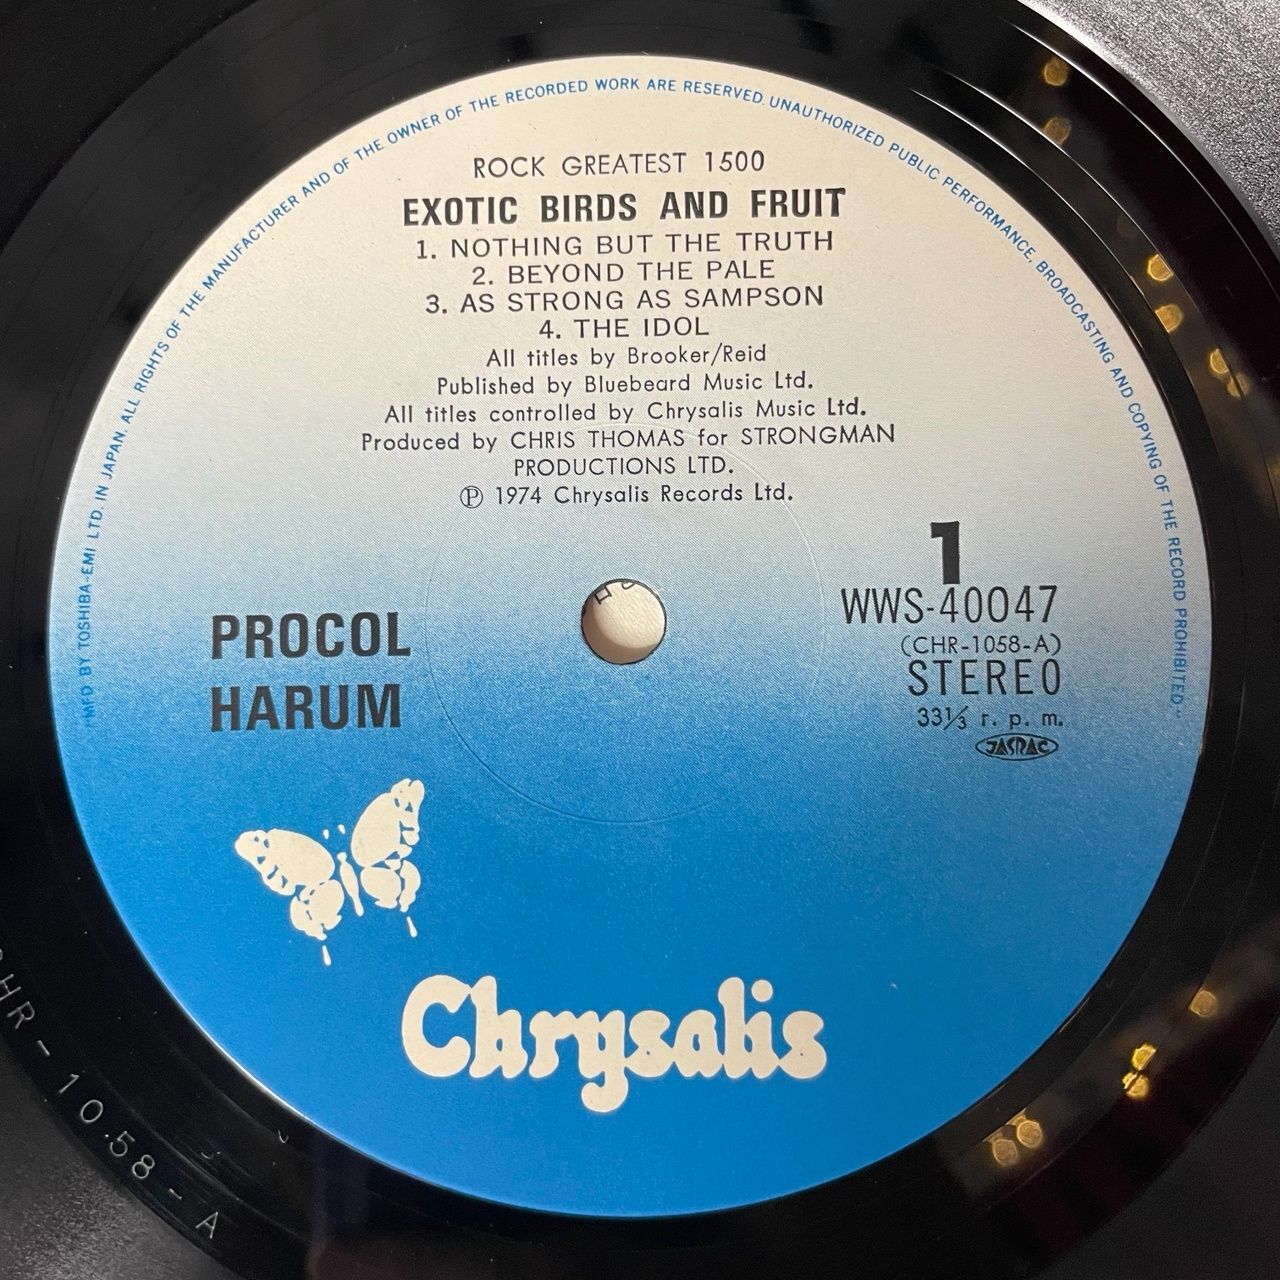 "MFD BY TOSHIBA-EMI LTD. IN JAPAN. ALL RIGHTS OF THE MANUFACTURER AND OF THE OWNER OF THE RECORDED WORK ARE RESERVED. UNAUTHORIZED PUBLIC PERFORMANCE, BROADCASTING AND COPYING OF THE RECORD PROHIBITED."
ROCK GREATEST 1500
EXOTIC BIRDS AND FRUIT
1. NOTHING BUT THE TRUTH
2. BEYOND THE PALE
3. AS STRONG AS SAMPSON
4. THE IDOL
All titles by Brooker/Reid
Published by Bluebeard Music Ltd.
All titles controlled by Chrysalis Music Ltd.
Produced by CHRIS THOMAS for STRONGMAN
PRODUCTIONS LTD.
Ⓟ 1974 Chrysalis Records Ltd.
1
WWS-40047
(CHR-1058-A)
STEREO
33⅓ r. p. m.
JASRAC
PROCOL
HARUM
Chrysalis
HR-1058-A